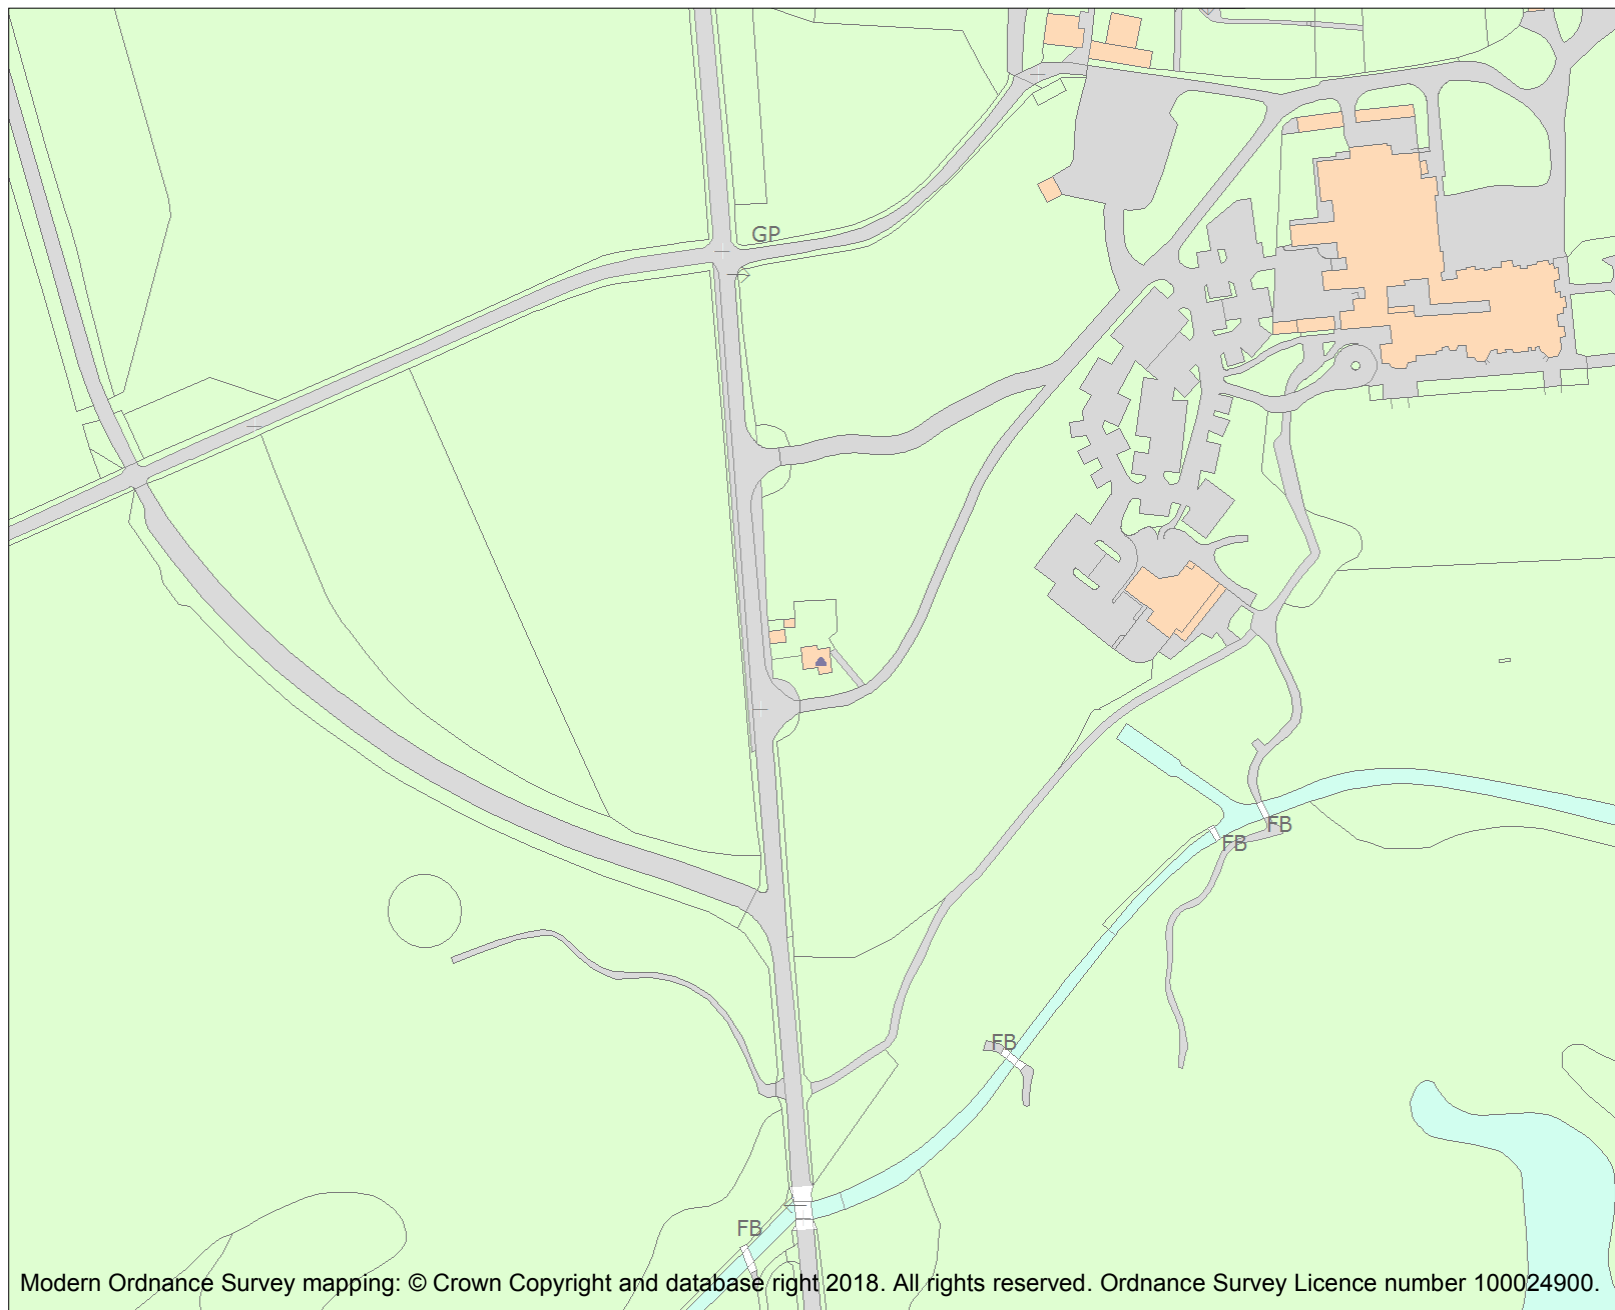 GP
FB
FB
FB
FB
Modern Ordnance Survey mapping: © Crown Copyright and database right 2018. All rights reserved. Ordnance Survey Licence number 100024900.